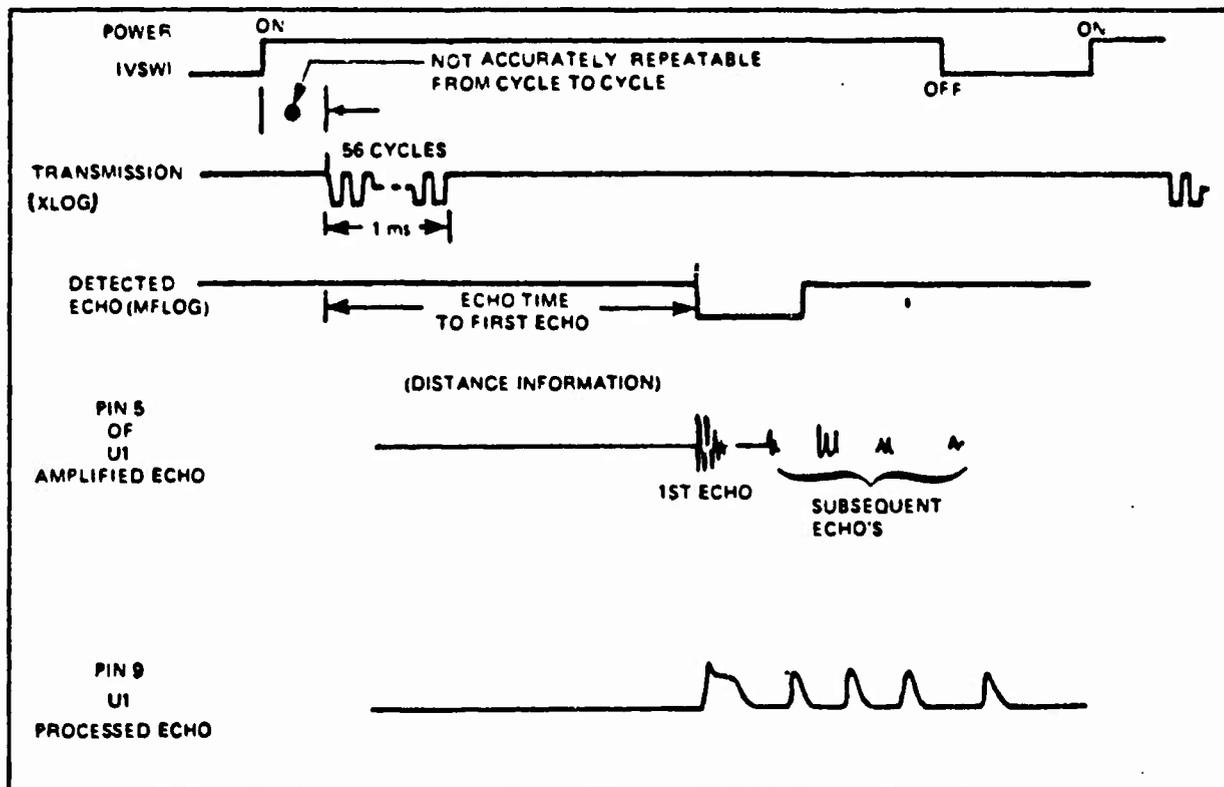 POWER
(VSW)
ON
NOT ACCURATELY REPEATABLE
FROM CYCLE TO CYCLE
OFF
ON
TRANSMISSION
(XLOG)
56 CYCLES
1 ms
DETECTED
ECHO (MFLOG)
ECHO TIME
TO FIRST ECHO
(DISTANCE INFORMATION)
PIN 5
OF
U1
AMPLIFIED ECHO
1ST ECHO
SUBSEQUENT
ECHO'S
PIN 9
U1
PROCESSED ECHO